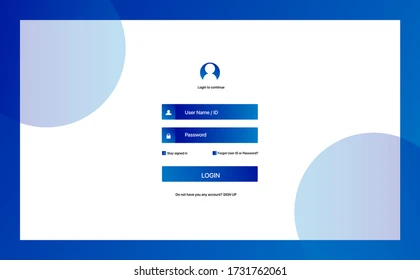 Login to continue
User Name / ID
Password
Stay signed in
Forgot User ID or Password?
LOGIN
Do not have you any account? SIGN UP
shutterstock.com · 1731762061